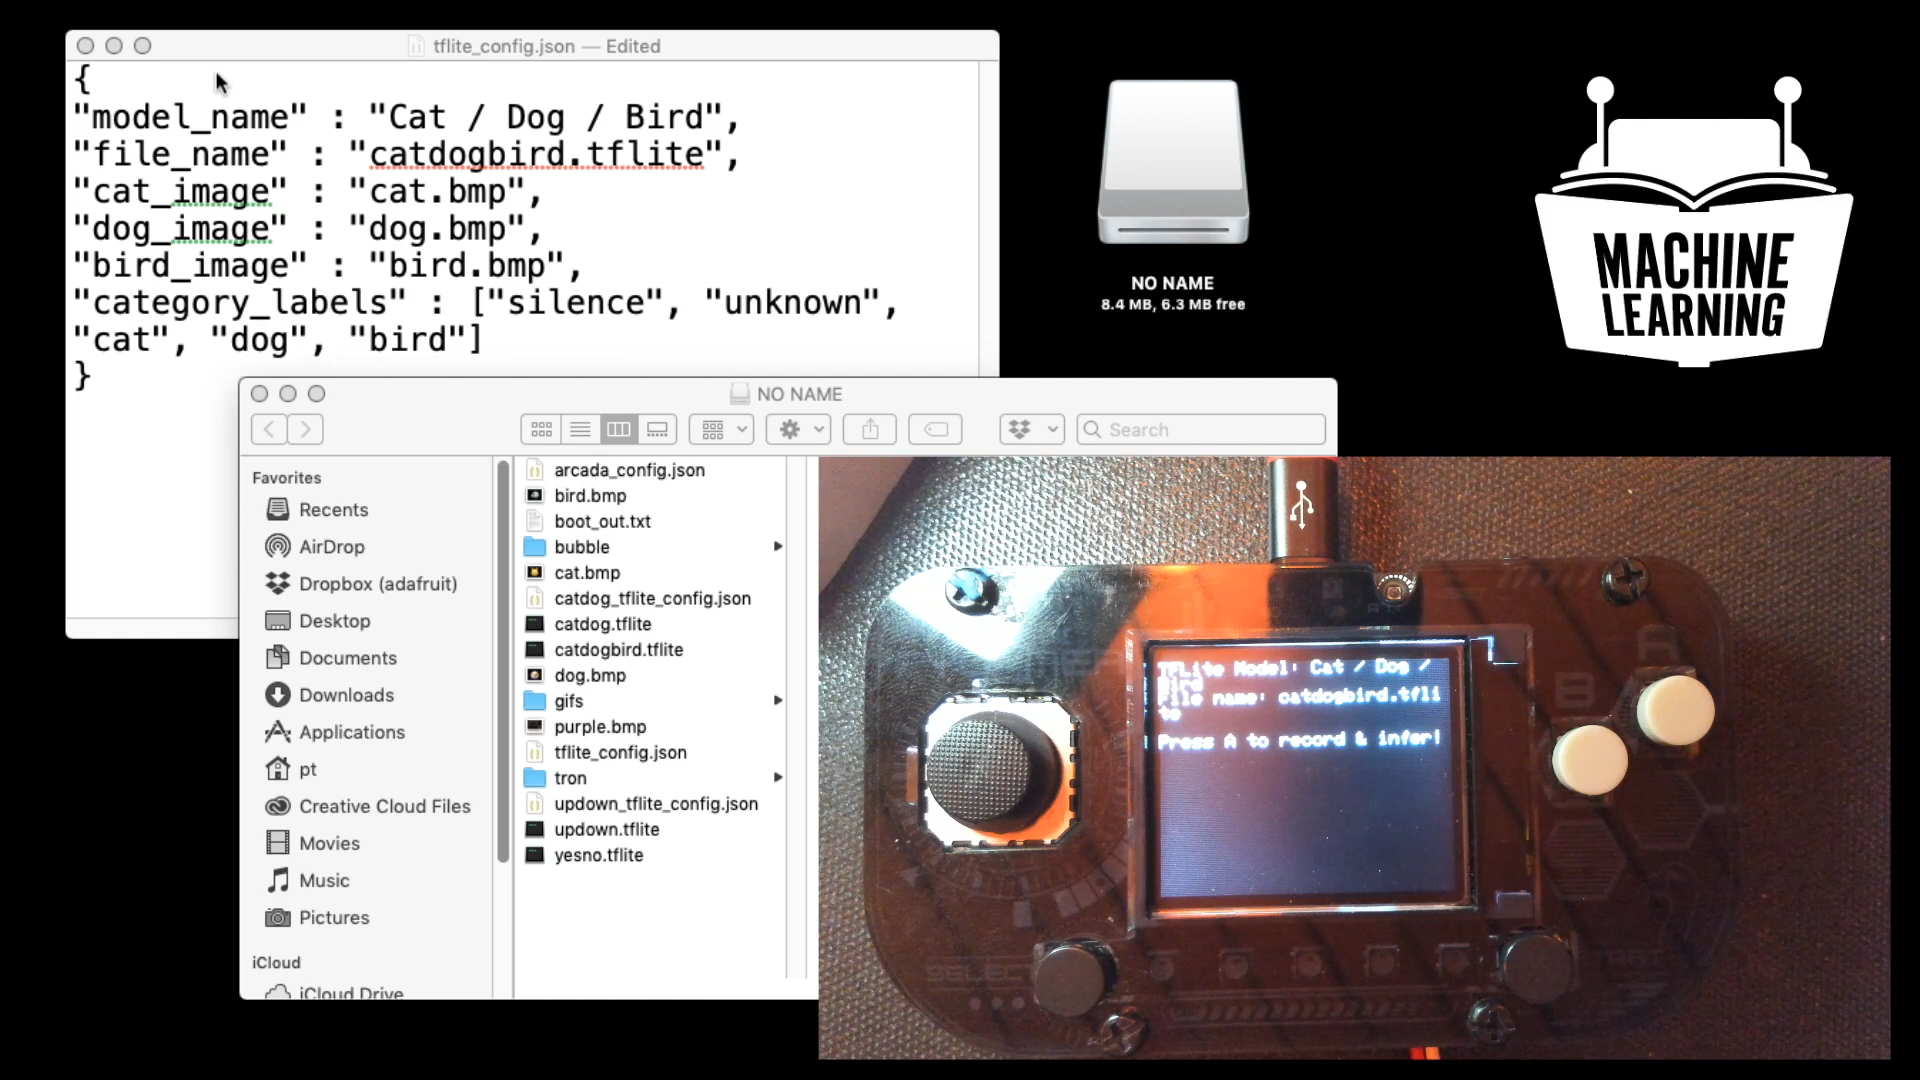 tflite_config.json — Edited
{
"model_name" : "Cat / Dog / Bird",
"file_name" : "catdogbird.tflite",
"cat_image" : "cat.bmp",
"dog_image" : "dog.bmp",
"bird_image" : "bird.bmp",
"category_labels" : ["silence", "unknown",
"cat", "dog", "bird"]
}
NO NAME
8.4 MB, 6.3 MB free
MACHINE
LEARNING
NO NAME
Search
Favorites
Recents
AirDrop
Dropbox (adafruit)
Desktop
Documents
Downloads
Applications
pt
Creative Cloud Files
Movies
Music
Pictures
iCloud
iCloud Drive
arcada_config.json
bird.bmp
boot_out.txt
bubble
cat.bmp
catdog_tflite_config.json
catdog.tflite
catdogbird.tflite
dog.bmp
gifs
purple.bmp
tflite_config.json
tron
updown_tflite_config.json
updown.tflite
yesno.tflite
TFLite Model: Cat / Dog /
Bird
File name: catdogbird.tfli
te
Press A to record & infer!
A
B
SELECT